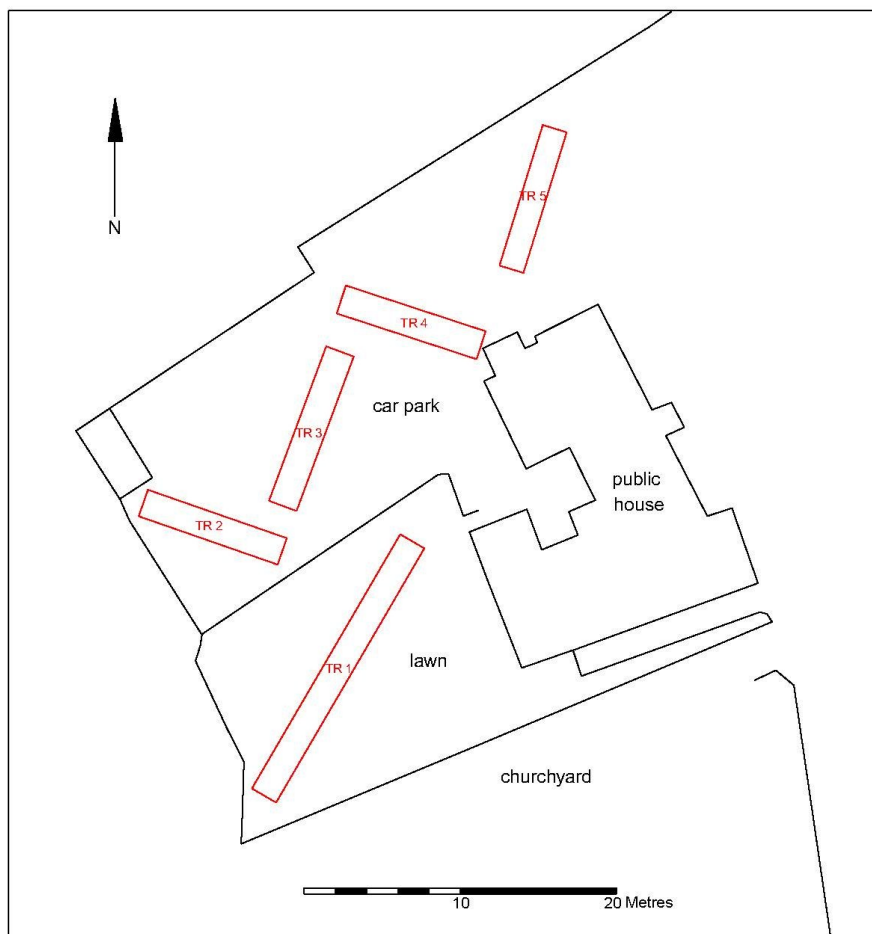 N
TR 5
TR 4
car park
TR 3
public
house
TR 2
lawn
TR 1
churchyard
10
20 Metres